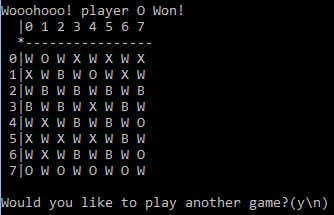 Wooohooo! player O Won!
  |0 1 2 3 4 5 6 7
  *----------------
 0|W O W X W X W X
 1|X W B W O W X W
 2|W B W B W B W B
 3|B W B W X W B W
 4|W X W B W B W O
 5|X W X W X W B W
 6|W X W B W B W O
 7|O W O W O W O W
Would you like to play another game?(y\n)